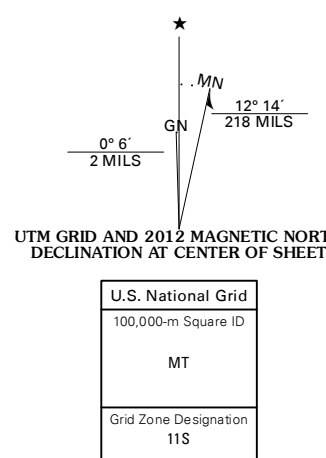 ★
MN
GN
12° 14´
218 MILS
0° 6´
2 MILS
UTM GRID AND 2012 MAGNETIC NORT
DECLINATION AT CENTER OF SHEET
U.S. National Grid
100,000-m Square ID
MT
Grid Zone Designation
11S